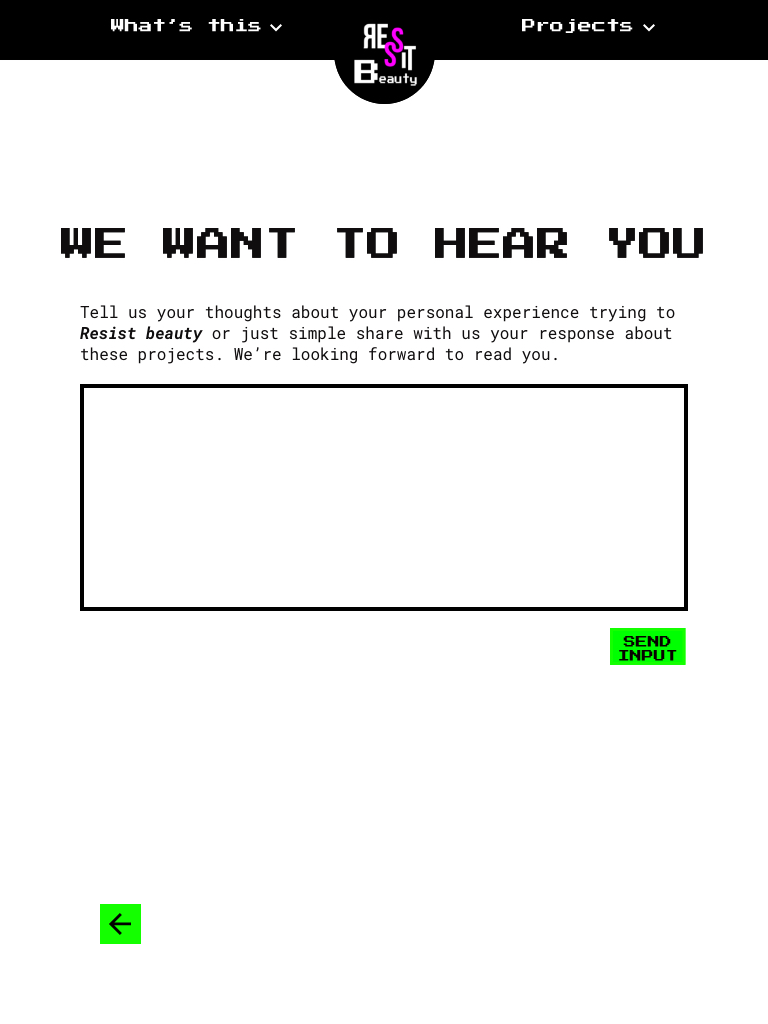 What's this
Projects
RESSIT
Beauty
WE WANT TO HEAR YOU
Tell us your thoughts about your personal experience trying to
Resist beauty or just simple share with us your response about
these projects. We’re looking forward to read you.
SEND
INPUT